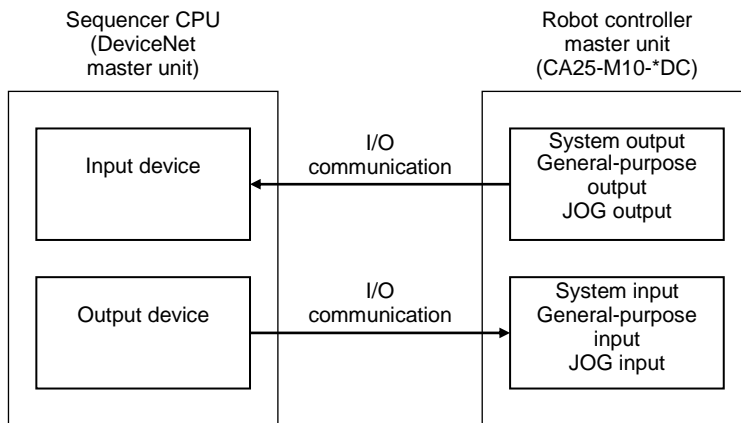 Sequencer CPU
(DeviceNet
master unit)
Robot controller
master unit
(CA25-M10-*DC)
Input device
I/O
communication
System output
General-purpose
output
JOG output
Output device
I/O
communication
System input
General-purpose
input
JOG input